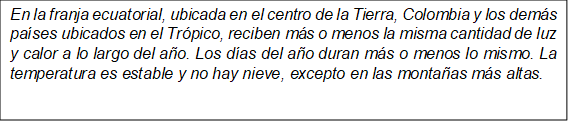 En la franja ecuatorial, ubicada en el centro de la Tierra, Colombia y los demás
países ubicados en el Trópico, reciben más o menos la misma cantidad de luz
y calor a lo largo del año. Los días del año duran más o menos lo mismo. La
temperatura es estable y no hay nieve, excepto en las montañas más altas.